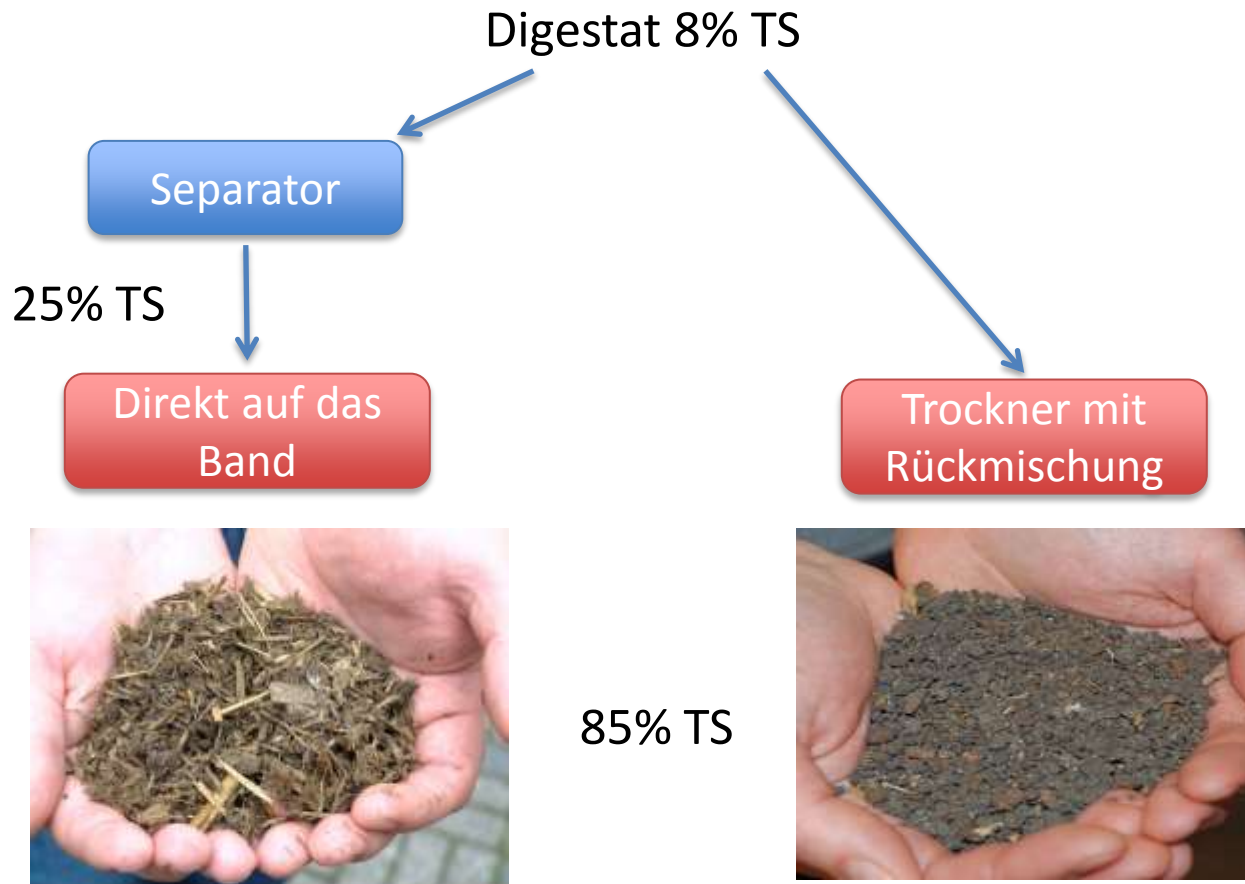 Digestat 8% TS
Separator
25% TS
Direkt auf das
Band
Trockner mit
Rückmischung
85% TS